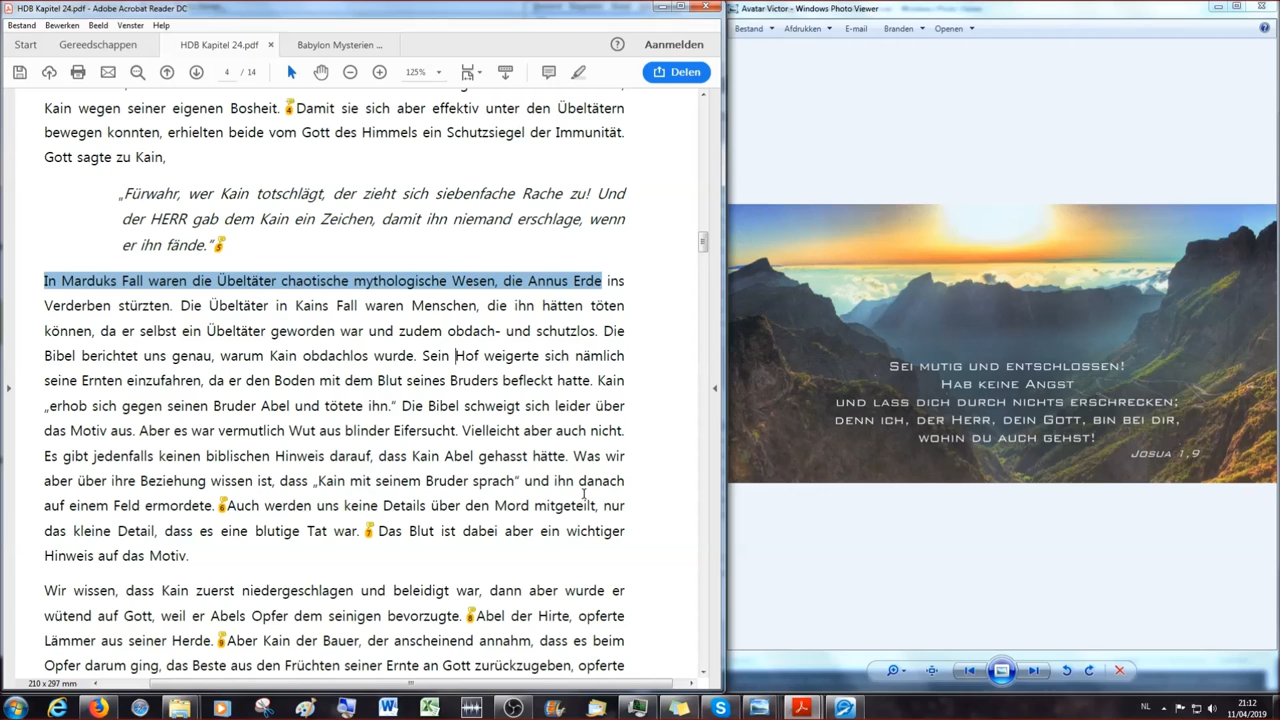 HDB Kapitel 24.pdf - Adobe Acrobat Reader DC
Bestand Bewerken Beeld Venster Help
Start Gereedschappen HDB Kapitel 24.pdf × Babylon Mysterien ... Anmelden
4 / 14 125% Delen
Kain wegen seiner eigenen Bosheit. 4 Damit sie sich aber effektiv unter den Übeltätern
bewegen konnten, erhielten beide vom Gott des Himmels ein Schutzsiegel der Immunität.
Gott sagte zu Kain,
„Fürwahr, wer Kain totschlägt, der zieht sich siebenfache Rache zu! Und
der HERR gab dem Kain ein Zeichen, damit ihn niemand erschlage, wenn
er ihn fände.“ 5
In Marduks Fall waren die Übeltäter chaotische mythologische Wesen, die Annus Erde ins
Verderben stürzten. Die Übeltäter in Kains Fall waren Menschen, die ihn hätten töten
können, da er selbst ein Übeltäter geworden war und zudem obdach- und schutzlos. Die
Bibel berichtet uns genau, warum Kain obdachlos wurde. Sein Hof weigerte sich nämlich
seine Ernten einzufahren, da er den Boden mit dem Blut seines Bruders befleckt hatte. Kain
„erhob sich gegen seinen Bruder Abel und tötete ihn.“ Die Bibel schweigt sich leider über
das Motiv aus. Aber es war vermutlich Wut aus blinder Eifersucht. Vielleicht aber auch nicht.
Es gibt jedenfalls keinen biblischen Hinweis darauf, dass Kain Abel gehasst hätte. Was wir
aber über ihre Beziehung wissen ist, dass „Kain mit seinem Bruder sprach“ und ihn danach
auf einem Feld ermordete. 6 Auch werden uns keine Details über den Mord mitgeteilt, nur
das kleine Detail, dass es eine blutige Tat war. 7 Das Blut ist dabei aber ein wichtiger
Hinweis auf das Motiv.
Wir wissen, dass Kain zuerst niedergeschlagen und beleidigt war, dann aber wurde er
wütend auf Gott, weil er Abels Opfer dem seinigen bevorzugte. 8 Abel der Hirte, opferte
Lämmer aus seiner Herde. 9 Aber Kain der Bauer, der anscheinend annahm, dass es beim
Opfer darum ging, das Beste aus den Früchten seiner Ernte an Gott zurückzugeben, opferte
210 x 297 mm
Avatar Victor - Windows Photo Viewer
Bestand Afdrukken E-mail Branden Openen
Sei mutig und entschlossen!
Hab keine Angst
und lass dich durch nichts erschrecken;
denn ich, der Herr, dein Gott, bin bei dir,
wohin du auch gehst!
Josua 1,9
NL 21:12
11/04/2019